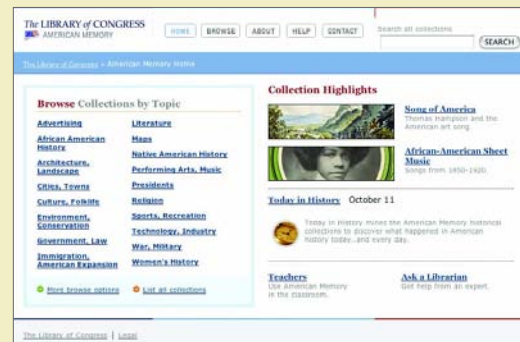 The LIBRARY of CONGRESS
AMERICAN MEMORY
HOME
BROWSE
ABOUT
HELP
CONTACT
Search all collections
SEARCH
The Library of Congress » American Memory Home
Browse Collections by Topic
Advertising
African American
History
Architecture,
Landscape
Cities, Towns
Culture, Folklife
Environment,
Conservation
Government, Law
Immigration,
American Expansion
Literature
Maps
Native American History
Performing Arts, Music
Presidents
Religion
Sports, Recreation
Technology, Industry
War, Military
Women's History
More browse options
List all collections
Collection Highlights
Song of America
Thomas Hampson and the
American art song.
African-American Sheet
Music
Songs from 1850-1920.
Today in History October 11
Today in History mines the American Memory historical
collections to discover what happened in American
history today...and every day.
Teachers
Use American Memory
in the classroom.
Ask a Librarian
Get help from an expert.
The Library of Congress | Legal